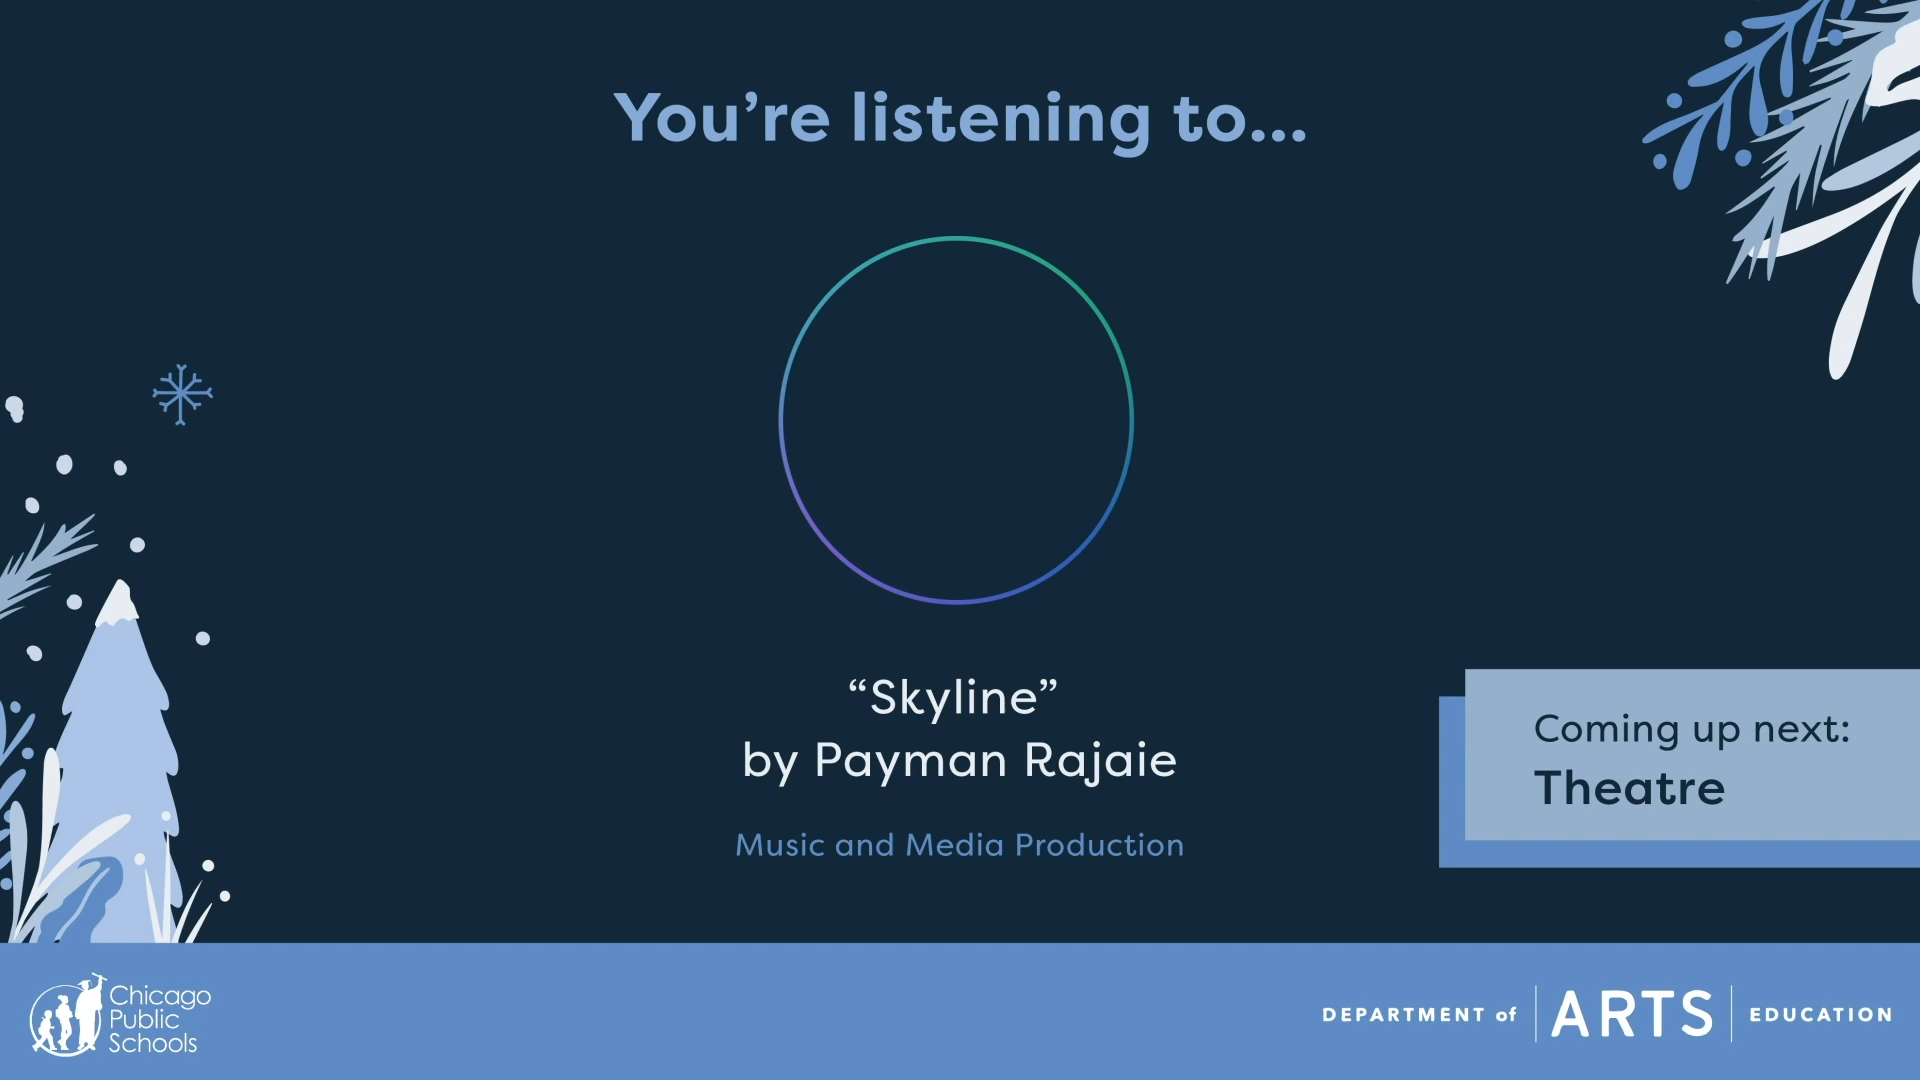 You’re listening to...
“Skyline”
by Payman Rajaie
Music and Media Production
Coming up next:
Theatre
Chicago
Public
Schools
DEPARTMENT of ARTS EDUCATION